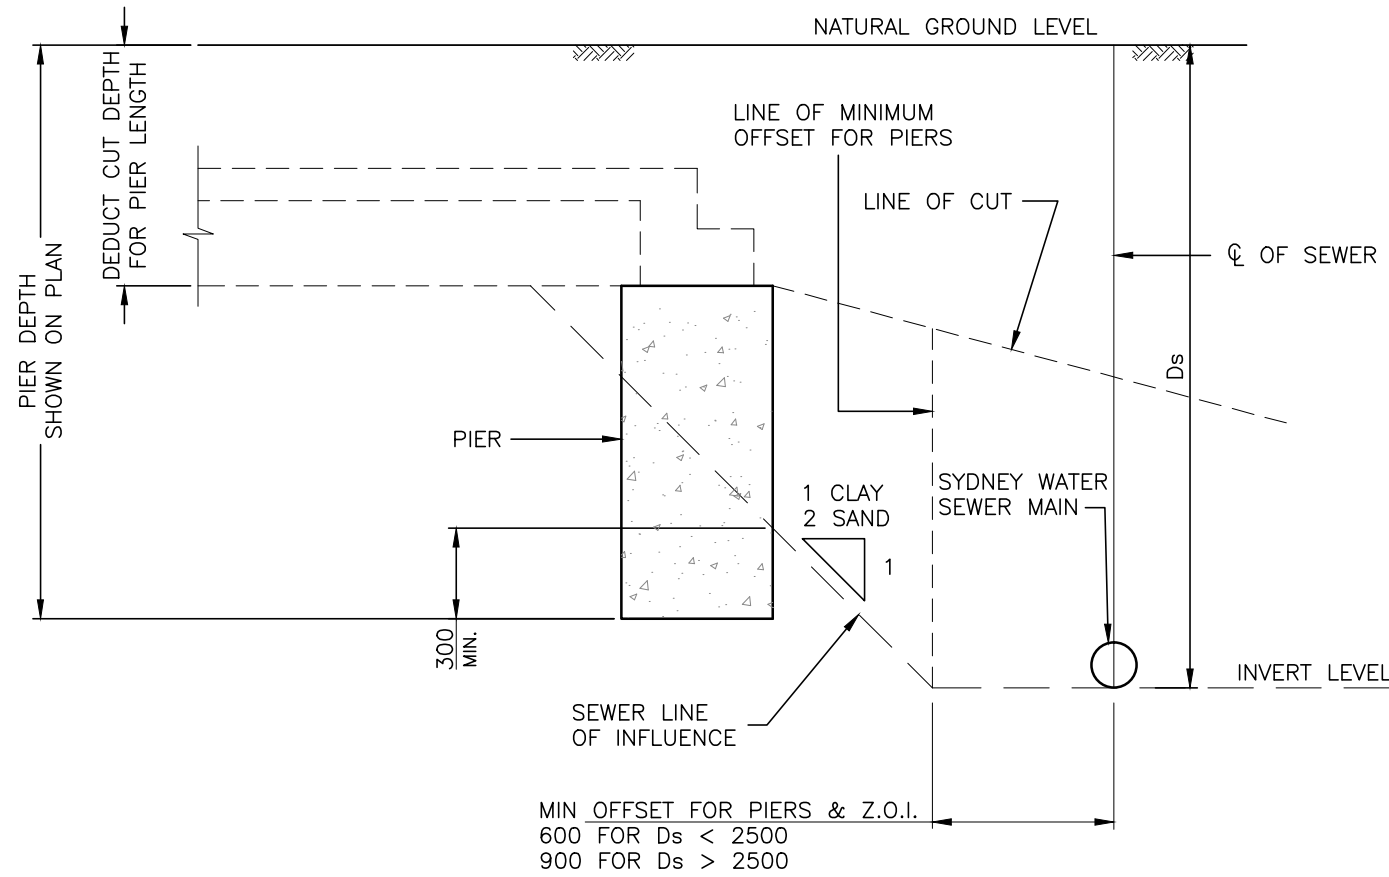 NATURAL GROUND LEVEL
DEDUCT CUT DEPTH
FOR PIER LENGTH
PIER DEPTH
SHOWN ON PLAN
LINE OF MINIMUM
OFFSET FOR PIERS
LINE OF CUT
℄ OF SEWER
Ds
PIER
1 CLAY
2 SAND
1
SYDNEY WATER
SEWER MAIN
300
MIN.
INVERT LEVEL
SEWER LINE
OF INFLUENCE
MIN OFFSET FOR PIERS & Z.O.I.
600 FOR Ds < 2500
900 FOR Ds > 2500